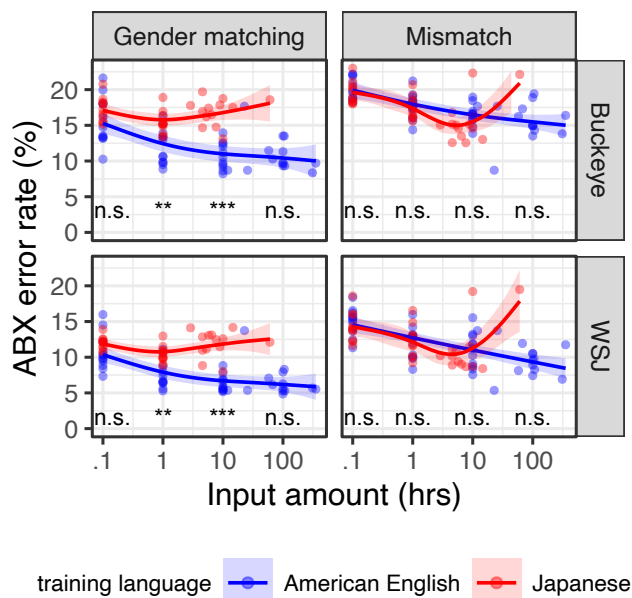 Gender matching Mismatch
20
15
10
5
0
n.s. ** *** n.s. n.s. n.s. n.s. n.s.
Buckeye
20
15
10
5
0
n.s. ** *** n.s. n.s. n.s. n.s. n.s.
WSJ
ABX error rate (%)
.1 1 10 100 .1 1 10 100
Input amount (hrs)
training language American English Japanese